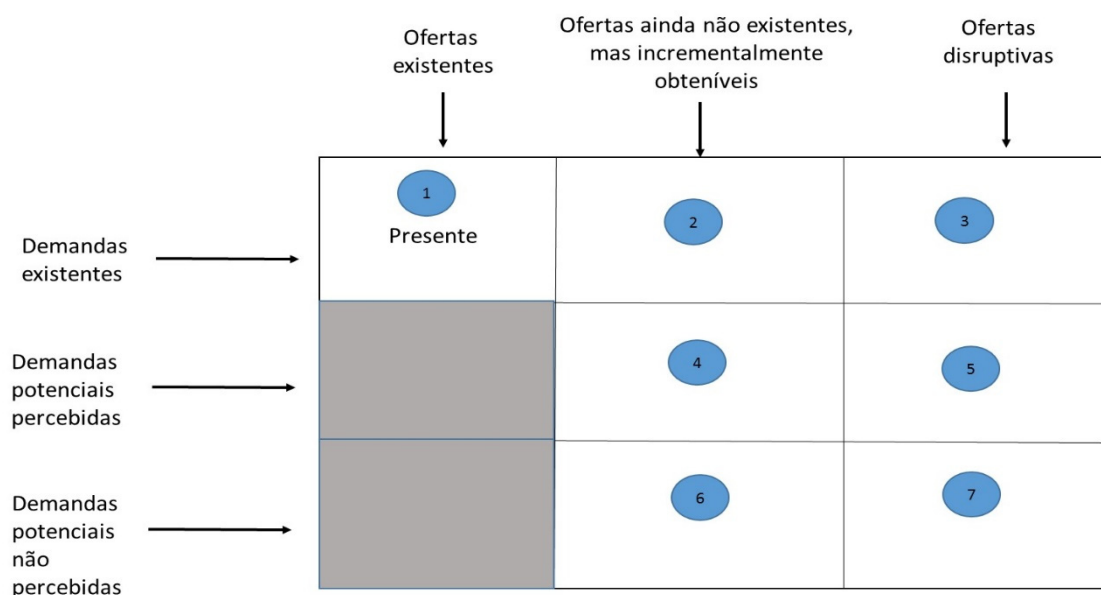 Ofertas
existentes
Ofertas ainda não existentes,
mas incrementalmente
obteníveis
Ofertas
disruptivas
1
Presente
2
3
Demandas
existentes
Demandas
potenciais
percebidas
4
5
Demandas
potenciais
não
percebidas
6
7